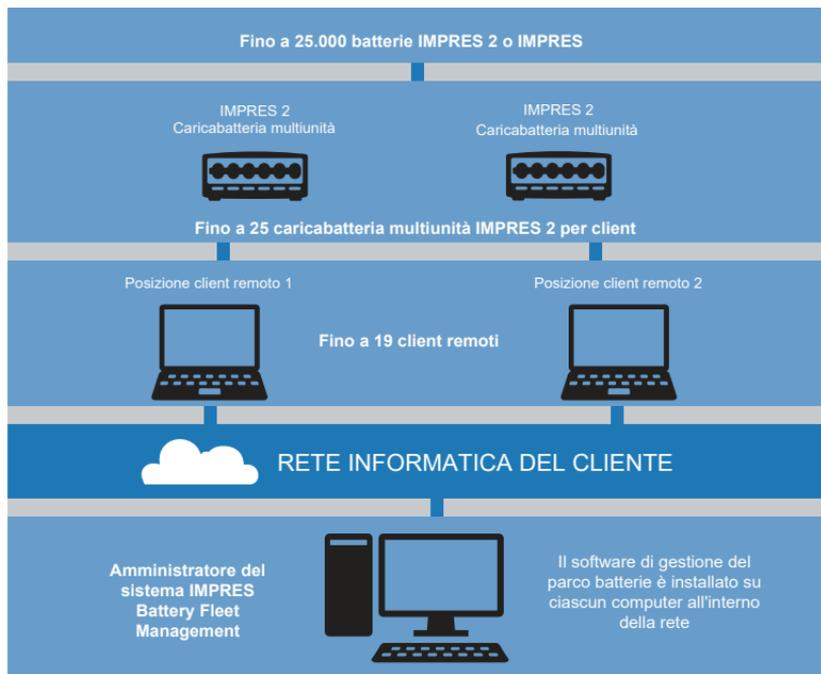 Fino a 25.000 batterie IMPRES 2 o IMPRES
IMPRES 2
Caricabatteria multiunità
IMPRES 2
Caricabatteria multiunità
Fino a 25 caricabatteria multiunità IMPRES 2 per client
Posizione client remoto 1
Posizione client remoto 2
Fino a 19 client remoti
RETE INFORMATICA DEL CLIENTE
Amministratore del
sistema IMPRES
Battery Fleet
Management
Il software di gestione del
parco batterie è installato su
ciascun computer all'interno
della rete